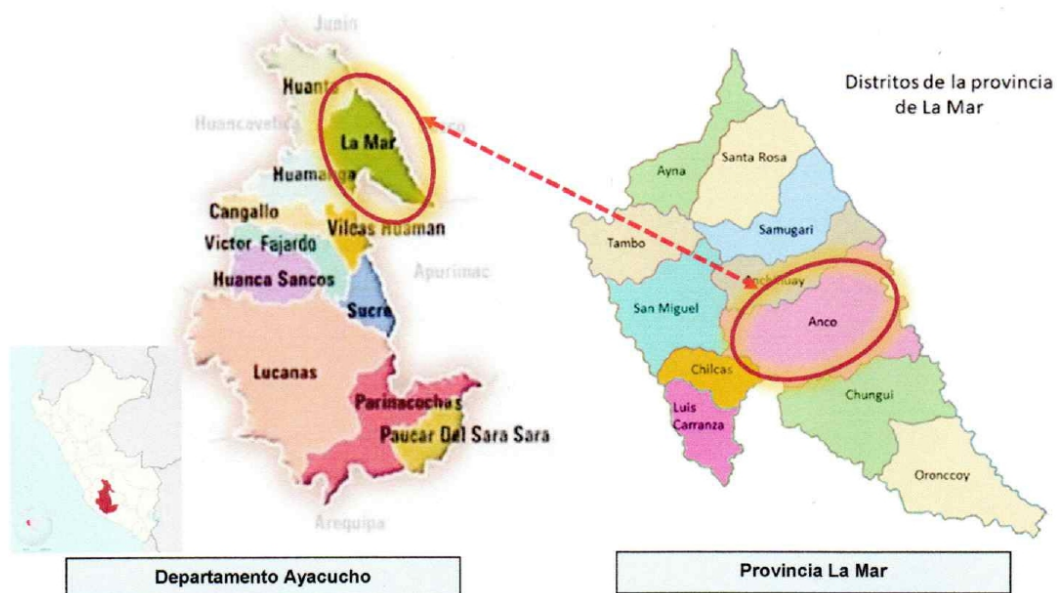 Junin
Huanta
Huancavelica
La Mar
Huamanga
Cangallo
Vilcas Huaman
Victor Fajardo
Apurimac
Huanca Sancos
Sucre
Lucanas
Parinacochas
Paucar Del Sara Sara
Arequipa
Departamento Ayacucho
Distritos de la provincia
de La Mar
Santa Rosa
Ayna
Samugari
Tambo
Anchihuay
San Miguel
Anco
Chilcas
Chungui
Luis
Carranza
Oronccoy
Provincia La Mar